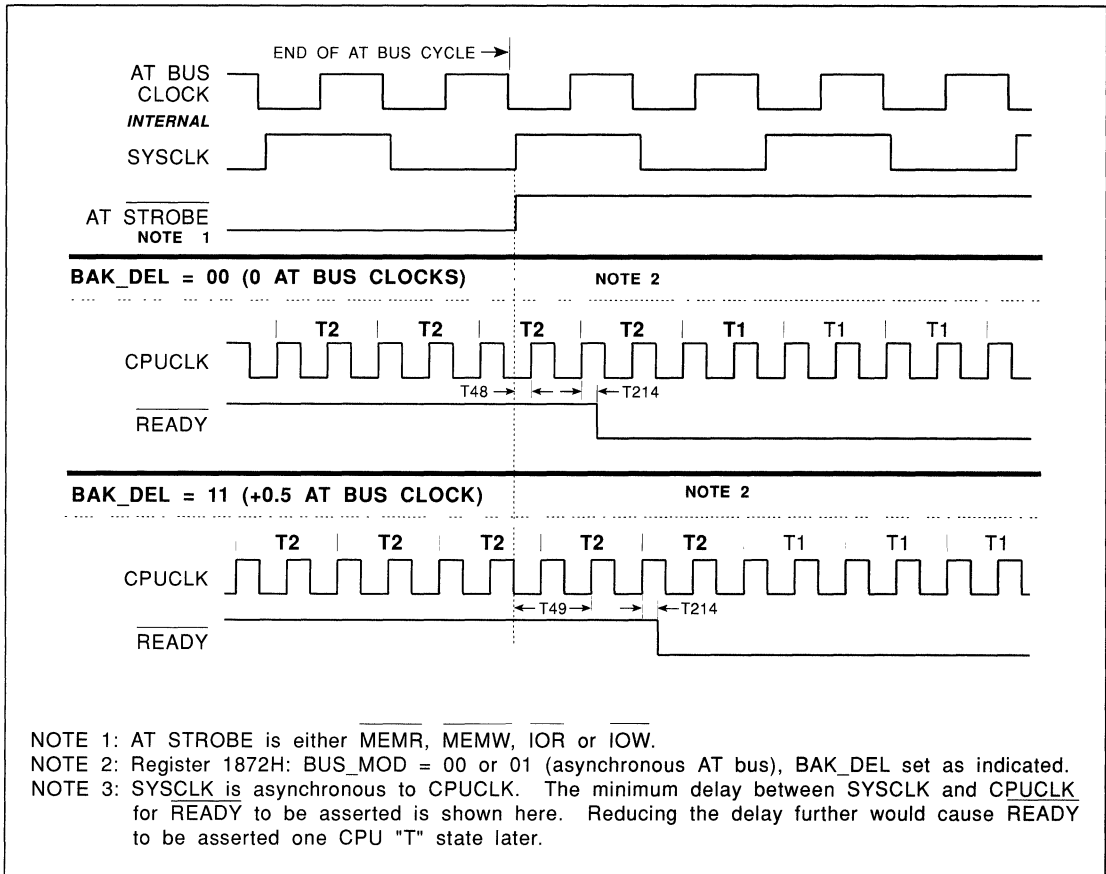 END OF AT BUS CYCLE
AT BUS
CLOCK
INTERNAL
SYSCLK
AT STROBE
NOTE 1
BAK_DEL = 00 (0 AT BUS CLOCKS) NOTE 2
T2 T2 T2 T2 T1 T1 T1
CPUCLK
T48 T214
READY
BAK_DEL = 11 (+0.5 AT BUS CLOCK) NOTE 2
T2 T2 T2 T2 T2 T1 T1 T1
CPUCLK
T49 T214
READY
NOTE 1: AT STROBE is either MEMR, MEMW, IOR or IOW.
NOTE 2: Register 1872H: BUS_MOD = 00 or 01 (asynchronous AT bus), BAK_DEL set as indicated.
NOTE 3: SYSCLK is asynchronous to CPUCLK. The minimum delay between SYSCLK and CPUCLK
for READY to be asserted is shown here. Reducing the delay further would cause READY
to be asserted one CPU "T" state later.